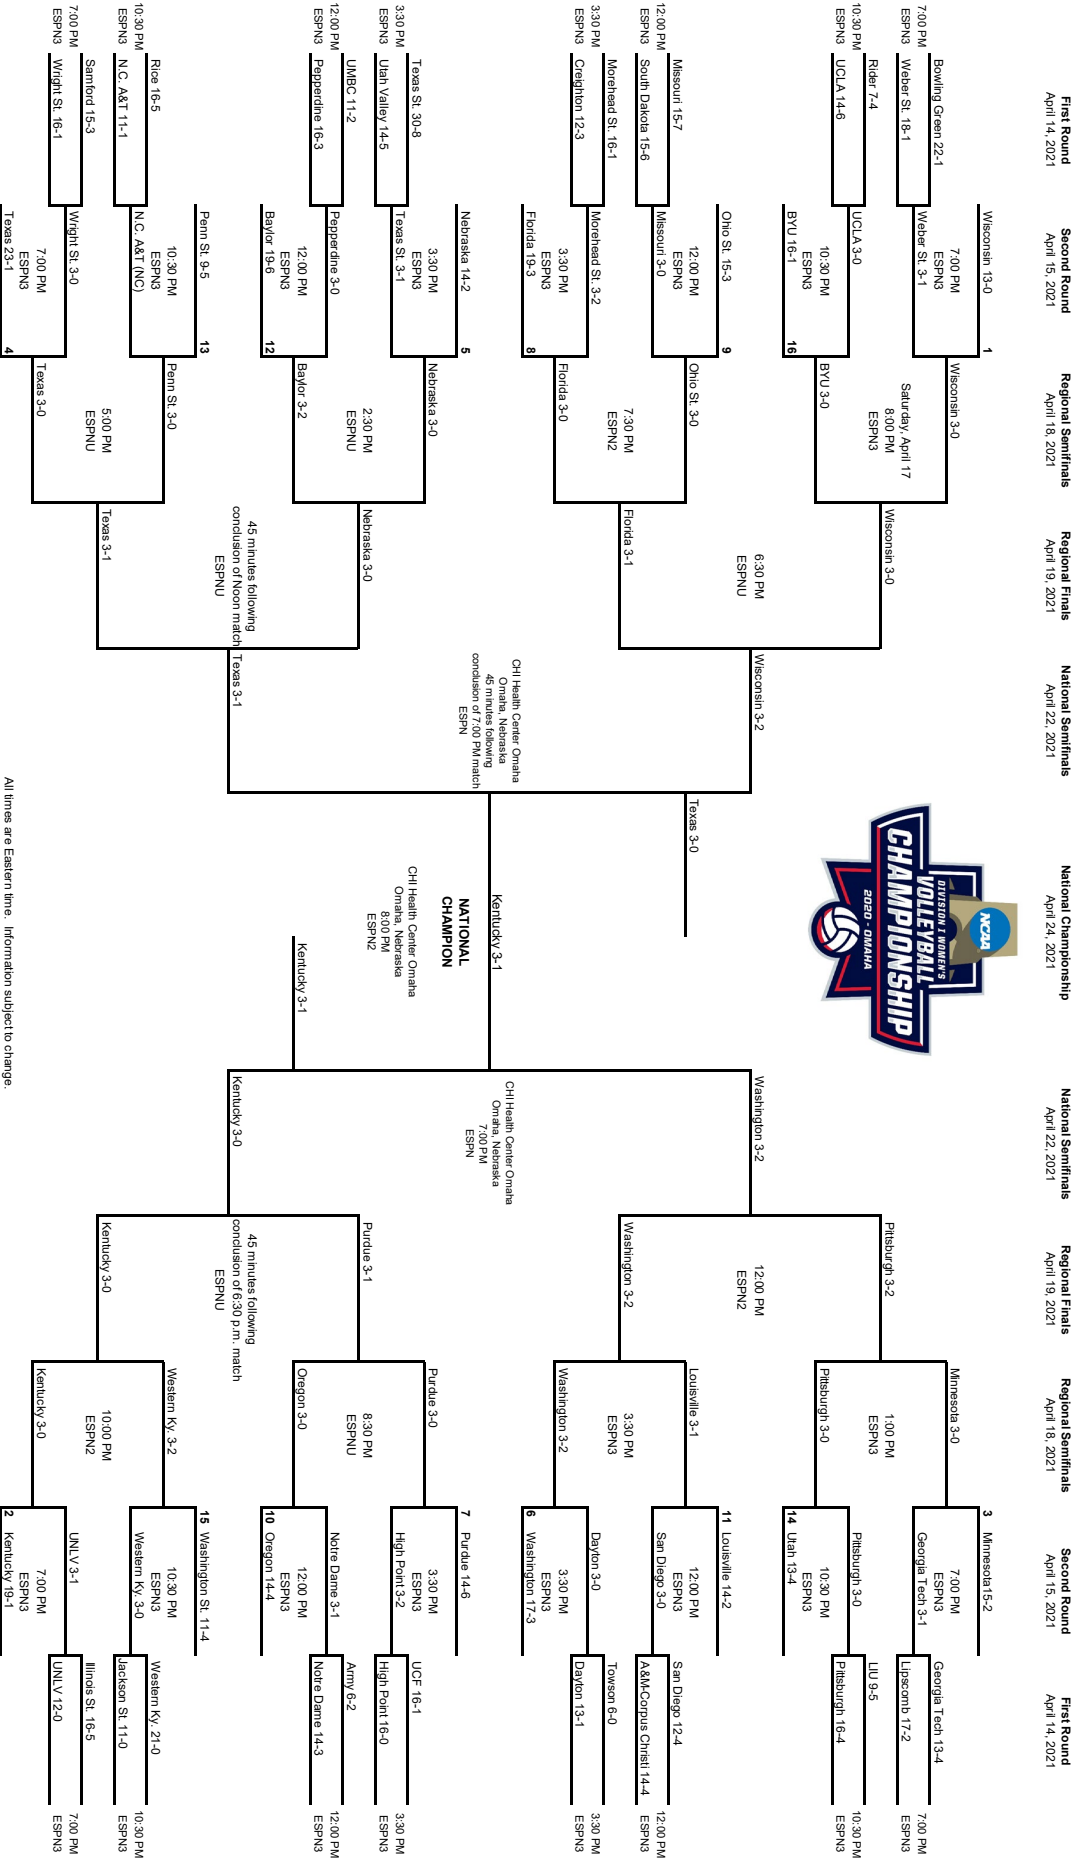 First Round
April 14, 2021
Second Round
April 15, 2021
Regional Semifinals
April 18, 2021
Regional Finals
April 19, 2021
National Semifinals
April 22, 2021
National Championship
April 24, 2021
National Semifinals
April 22, 2021
Regional Finals
April 19, 2021
Regional Semifinals
April 18, 2021
Second Round
April 15, 2021
First Round
April 14, 2021
Wisconsin 13-0
1
Bowling Green 22-1
7:00 PM
ESPN3
Weber St. 18-1
7:00 PM
ESPN3
Weber St. 3-1
Wisconsin 3-0
Rider 7-4
10:30 PM
ESPN3
UCLA 14-6
UCLA 3-0
10:30 PM
ESPN3
BYU 16-1
16
BYU 3-0
Saturday, April 17
8:00 PM
ESPN3
Wisconsin 3-0
Ohio St. 15-3
9
Missouri 15-7
12:00 PM
ESPN3
South Dakota 15-6
12:00 PM
ESPN3
Missouri 3-0
Ohio St. 3-0
Morehead St. 16-1
3:30 PM
ESPN3
Creighton 12-3
Morehead St. 3-2
3:30 PM
ESPN3
Florida 19-3
8
Florida 3-0
7:30 PM
ESPN2
Florida 3-1
6:30 PM
ESPNU
Wisconsin 3-2
Nebraska 14-2
5
Texas St. 30-8
3:30 PM
ESPN3
Utah Valley 14-5
3:30 PM
ESPN3
Texas St. 3-1
Nebraska 3-0
UMBC 11-2
12:00 PM
ESPN3
Pepperdine 16-3
Pepperdine 3-0
12:00 PM
ESPN3
Baylor 19-6
12
Baylor 3-2
2:30 PM
ESPNU
Nebraska 3-0
Penn St. 9-5
13
Rice 16-5
10:30 PM
ESPN3
N.C. A&T 11-1
10:30 PM
ESPN3
N.C. A&T (NC)
Penn St. 3-0
Samford 15-3
7:00 PM
ESPN3
Wright St. 16-1
Wright St. 3-0
7:00 PM
ESPN3
Texas 23-1
4
Texas 3-0
5:00 PM
ESPNU
Texas 3-1
45 minutes following
conclusion of Noon match
ESPNU
Texas 3-1
CHI Health Center Omaha
Omaha, Nebraska
45 minutes following
conclusion of 7:00 PM match
ESPN
Texas 3-0
NCAA
DIVISION I WOMEN'S
VOLLEYBALL
CHAMPIONSHIP
2020 - OMAHA
Kentucky 3-1
NATIONAL
CHAMPION
CHI Health Center Omaha
Omaha, Nebraska
8:00 PM
ESPN2
Kentucky 3-1
Washington 3-2
CHI Health Center Omaha
Omaha, Nebraska
7:00 PM
ESPN
Kentucky 3-0
Pittsburgh 3-2
12:00 PM
ESPN2
Washington 3-2
Purdue 3-1
45 minutes following
conclusion of 6:30 p.m. match
ESPNU
Kentucky 3-0
Minnesota 3-0
1:00 PM
ESPN3
Pittsburgh 3-0
Louisville 3-1
3:30 PM
ESPN3
Washington 3-2
Purdue 3-0
8:30 PM
ESPNU
Oregon 3-0
Western Ky. 3-2
10:00 PM
ESPN2
Kentucky 3-0
3 Minnesota15-2
7:00 PM
ESPN3
Georgia Tech 3-1
Georgia Tech 13-4
Lipscomb 17-2
7:00 PM
ESPN3
Pittsburgh 3-0
10:30 PM
ESPN3
14 Utah 13-4
LIU 9-5
Pittsburgh 16-4
10:30 PM
ESPN3
11 Louisville 14-2
12:00 PM
ESPN3
San Diego 3-0
San Diego 12-4
A&M-Corpus Christi 14-4
12:00 PM
ESPN3
Dayton 3-0
3:30 PM
ESPN3
6 Washington 17-3
Towson 6-0
Dayton 13-1
3:30 PM
ESPN3
7 Purdue 14-6
3:30 PM
ESPN3
High Point 3-2
UCF 16-1
High Point 16-0
3:30 PM
ESPN3
Notre Dame 3-1
12:00 PM
ESPN3
10 Oregon 14-4
Army 6-2
Notre Dame 14-3
12:00 PM
ESPN3
15 Washington St. 11-4
10:30 PM
ESPN3
Western Ky. 3-0
Western Ky. 21-0
Jackson St. 11-0
10:30 PM
ESPN3
UNLV 3-1
7:00 PM
ESPN3
2 Kentucky 19-1
Illinois St. 16-5
UNLV 12-0
7:00 PM
ESPN3
All times are Eastern time. Information subject to change.